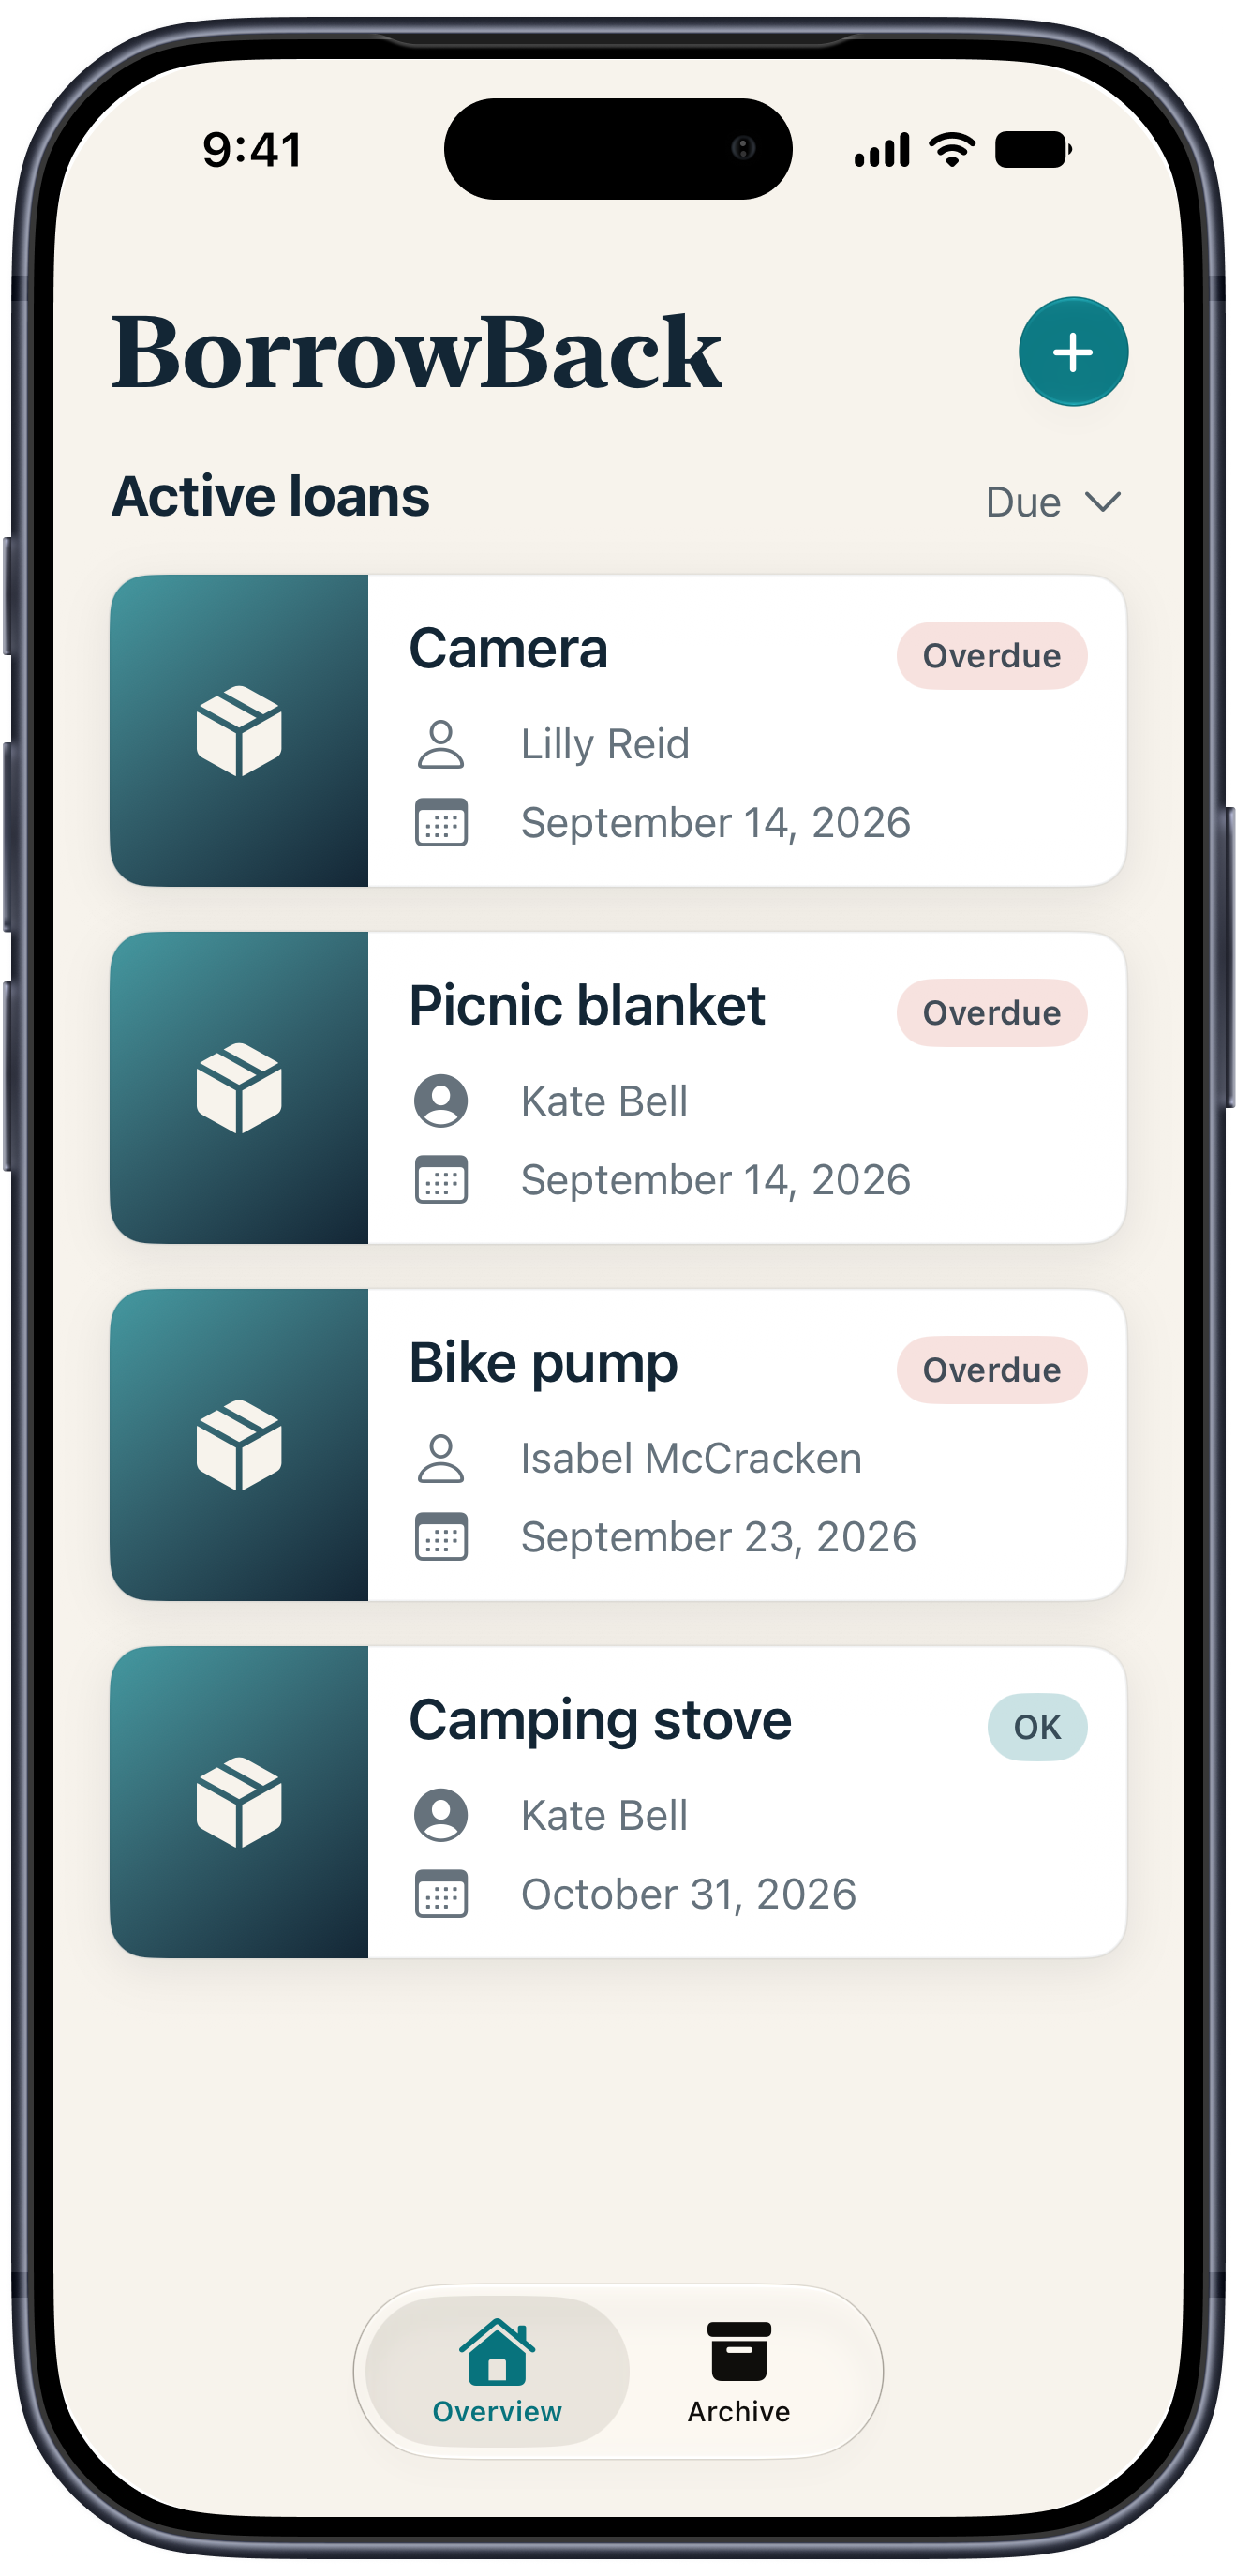 9:41
BorrowBack
Active loans
Due
Camera
Overdue
Lilly Reid
September 14, 2026
Picnic blanket
Overdue
Kate Bell
September 14, 2026
Bike pump
Overdue
Isabel McCracken
September 23, 2026
Camping stove
OK
Kate Bell
October 31, 2026
Overview
Archive